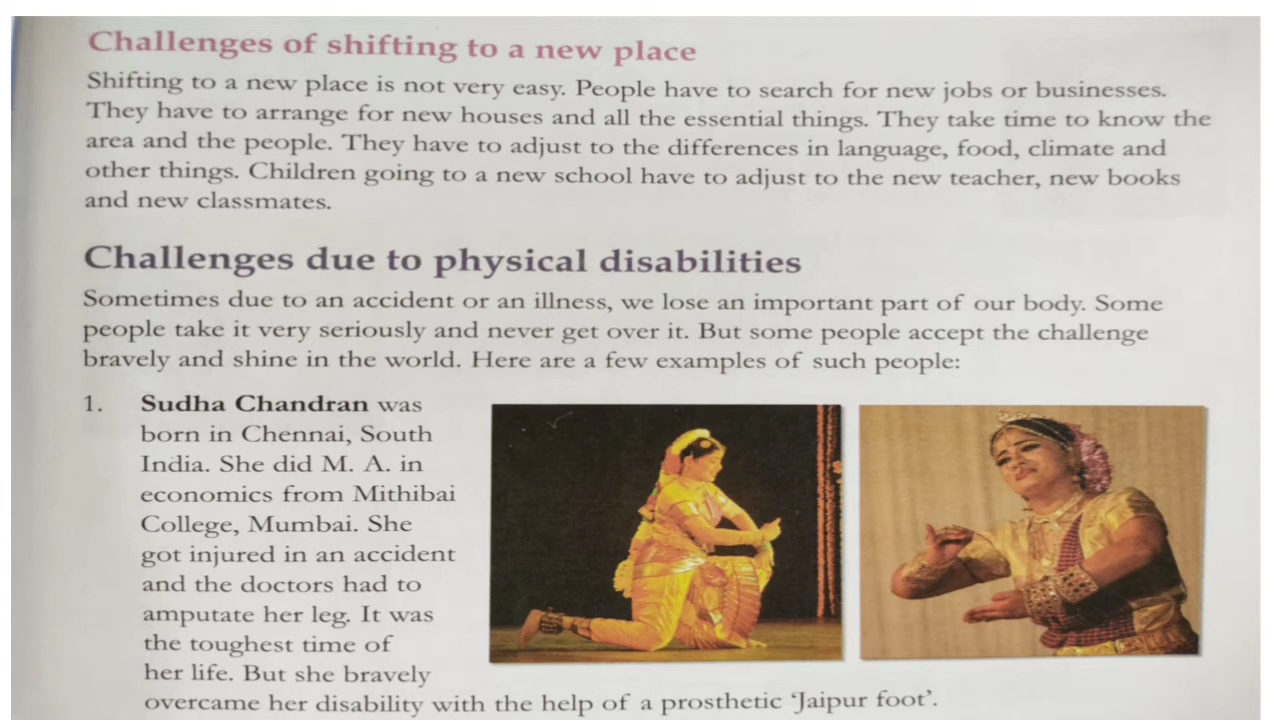 Challenges of shifting to a new place
Shifting to a new place is not very easy. People have to search for new jobs or businesses.
They have to arrange for new houses and all the essential things. They take time to know the
area and the people. They have to adjust to the differences in language, food, climate and
other things. Children going to a new school have to adjust to the new teacher, new books
and new classmates.
Challenges due to physical disabilities
Sometimes due to an accident or an illness, we lose an important part of our body. Some
people take it very seriously and never get over it. But some people accept the challenge
bravely and shine in the world. Here are a few examples of such people:
1. Sudha Chandran was
born in Chennai, South
India. She did M. A. in
economics from Mithibai
College, Mumbai. She
got injured in an accident
and the doctors had to
amputate her leg. It was
the toughest time of
her life. But she bravely
overcame her disability with the help of a prosthetic ‘Jaipur foot’.